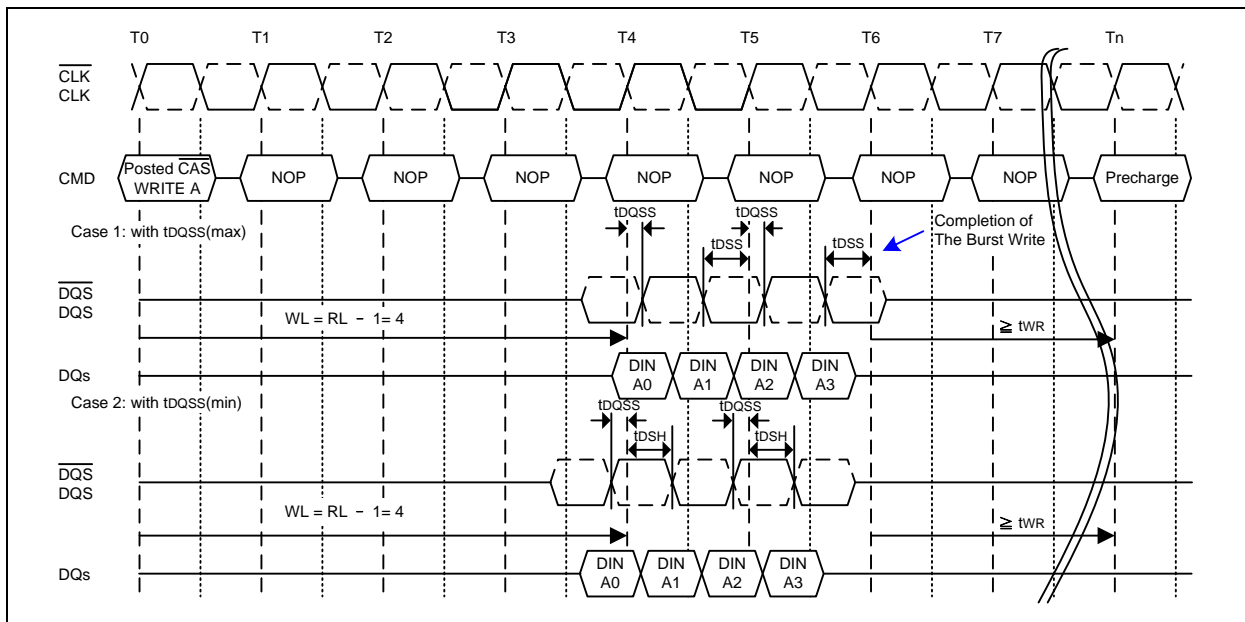 T0 T1 T2 T3 T4 T5 T6 T7 Tn
CLK
CLK
CMD
Posted CAS
WRITE A
NOP NOP NOP NOP NOP NOP NOP Precharge
Case 1: with tDQSS(max)
tDQSS tDQSS
tDSS tDSS
Completion of
The Burst Write
DQS
DQS
WL = RL - 1= 4
≧ tWR
DQs
DIN
A0
DIN
A1
DIN
A2
DIN
A3
Case 2: with tDQSS(min)
tDQSS tDQSS
tDSH tDSH
DQS
DQS
WL = RL - 1= 4
≧ tWR
DQs
DIN
A0
DIN
A1
DIN
A2
DIN
A3